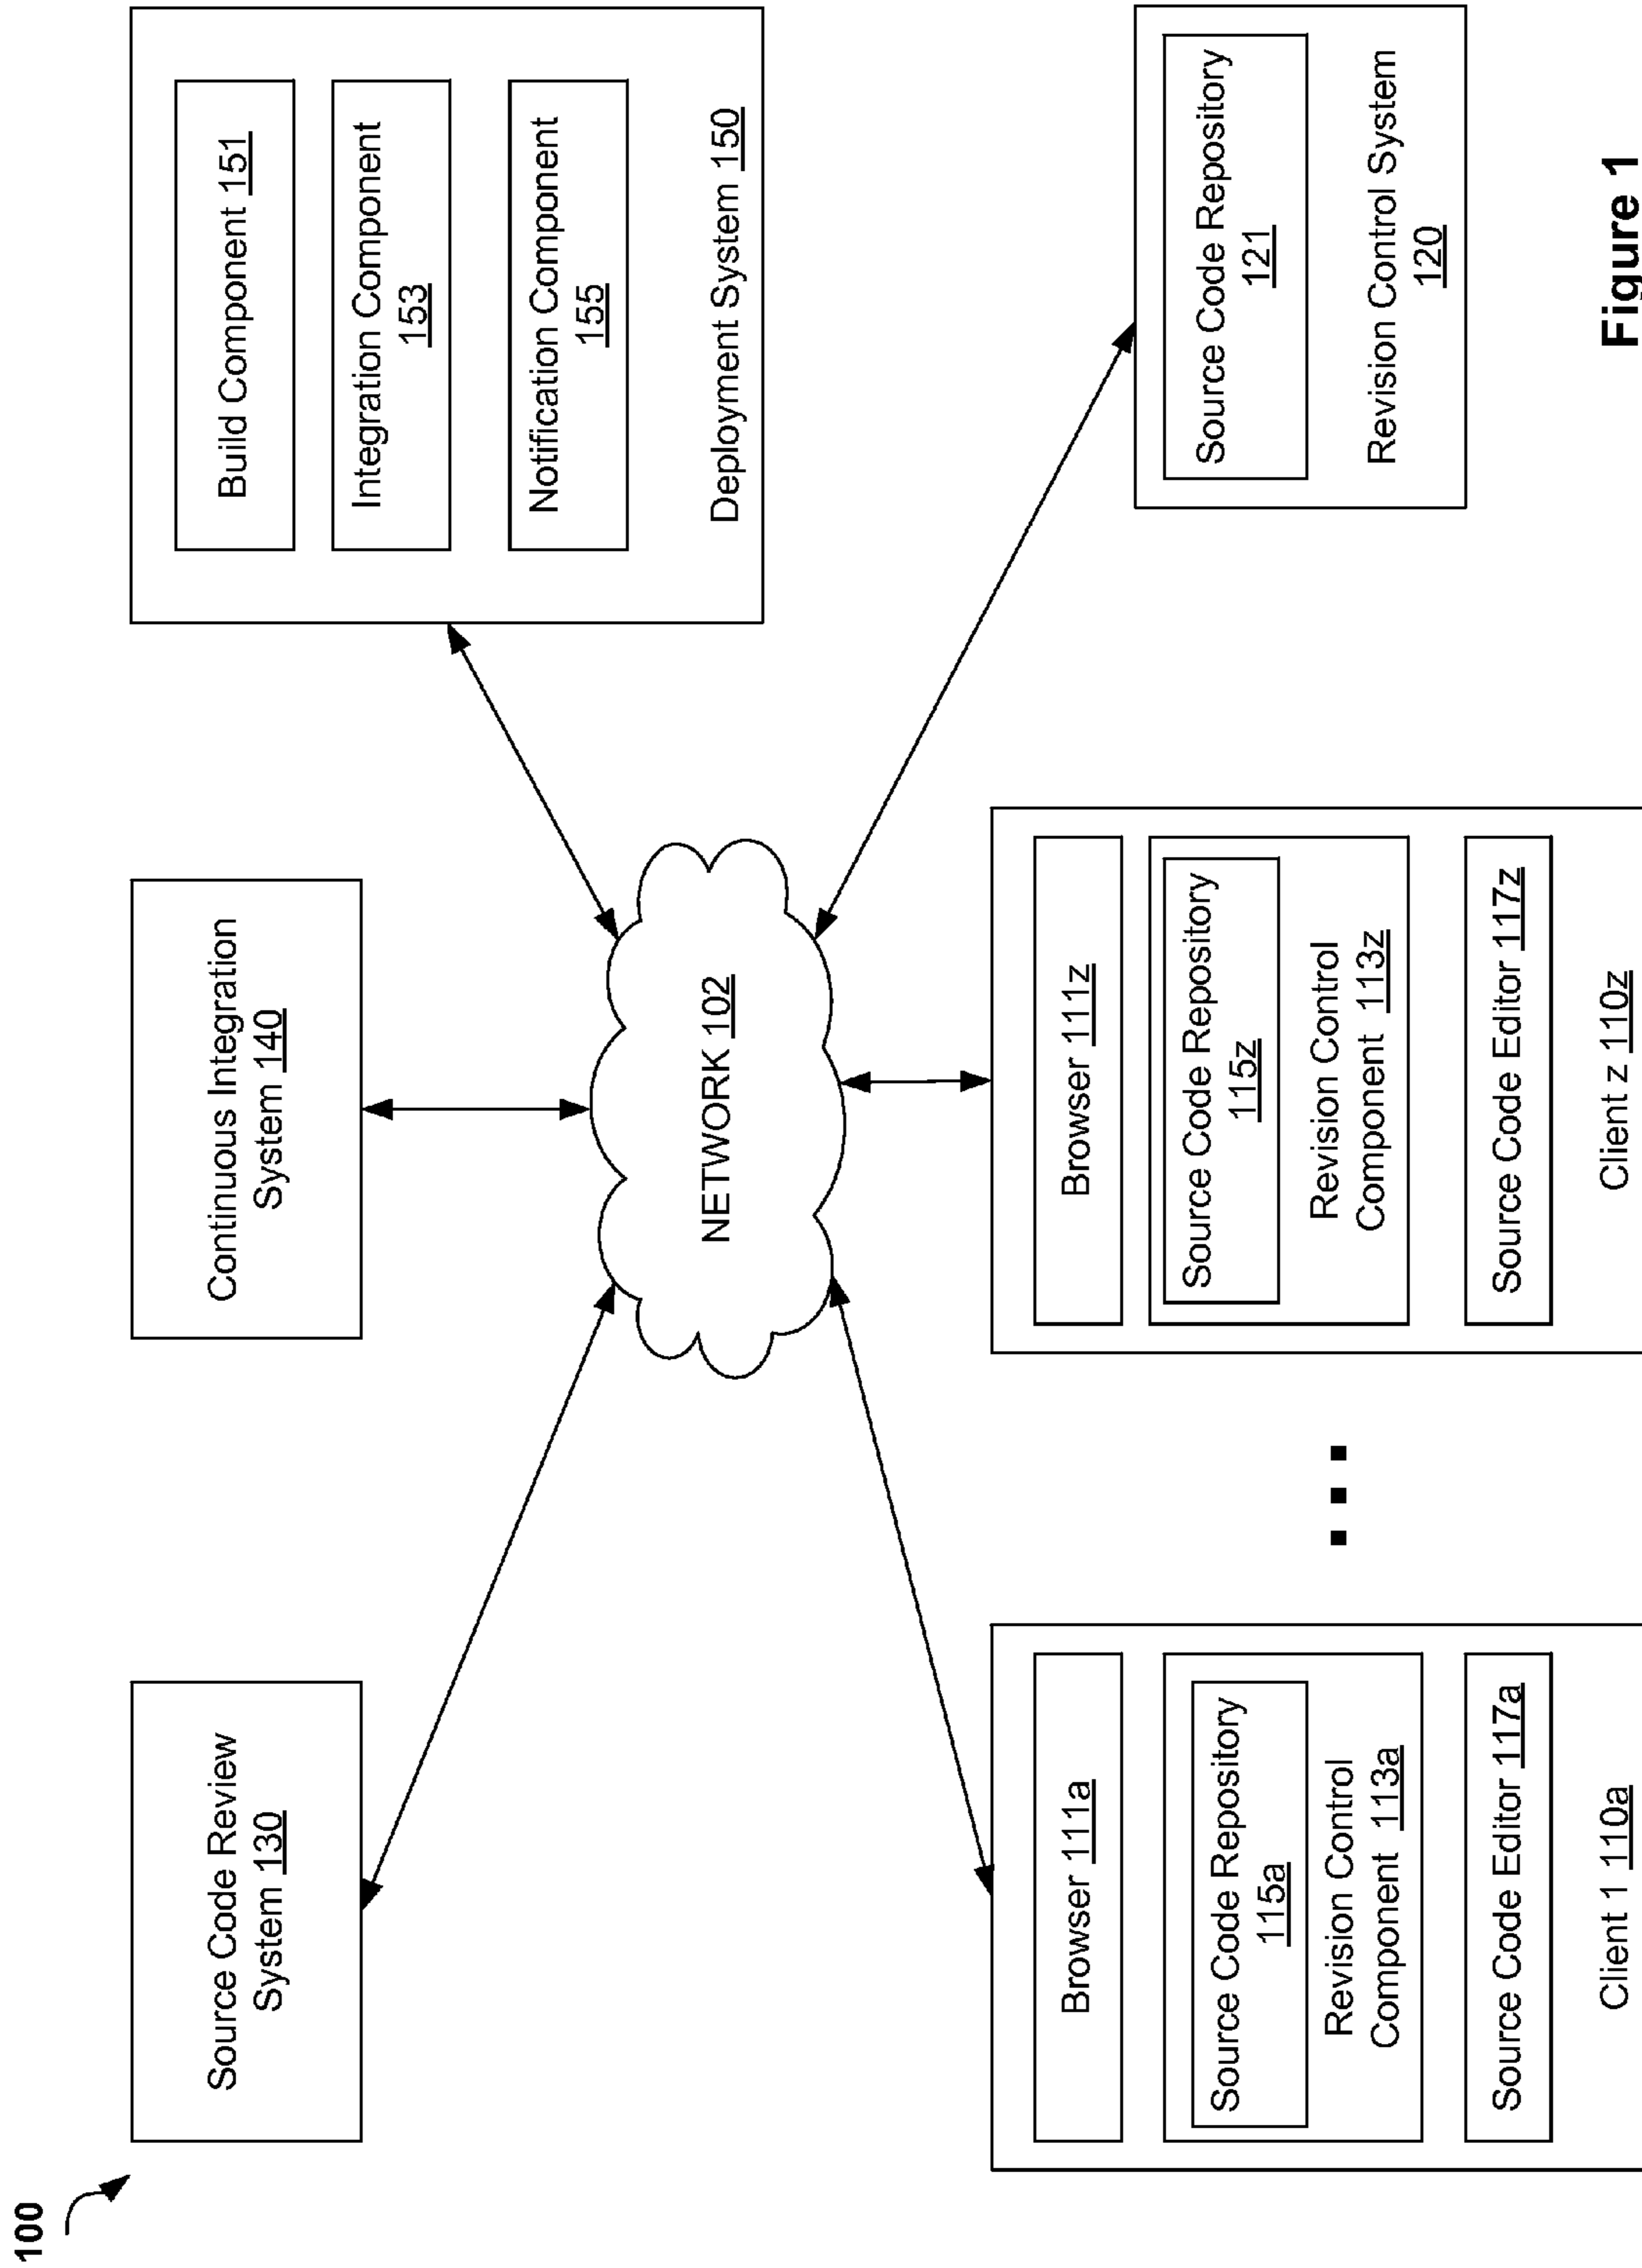 100
Source Code Review
System 130
Continuous Integration
System 140
Build Component 151
Integration Component
153
Notification Component
155
Deployment System 150
NETWORK 102
Browser 111a
Source Code Repository
115a
Revision Control
Component 113a
Source Code Editor 117a
Client 1 110a
Browser 111z
Source Code Repository
115z
Revision Control
Component 113z
Source Code Editor 117z
Client z 110z
Source Code Repository
121
Revision Control System
120
Figure 1